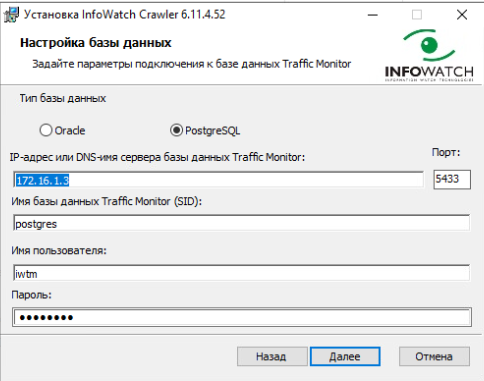 Установка InfoWatch Crawler 6.11.4.52
Настройка базы данных
Задайте параметры подключения к базе данных Traffic Monitor
INFOWATCH
Тип базы данных
Oracle
PostgreSQL
IP-адрес или DNS-имя сервера базы данных Traffic Monitor:
Порт:
172.16.1.3
5433
Имя базы данных Traffic Monitor (SID):
postgres
Имя пользователя:
iwtm
Пароль:
●●●●●●●●
Назад
Далее
Отмена